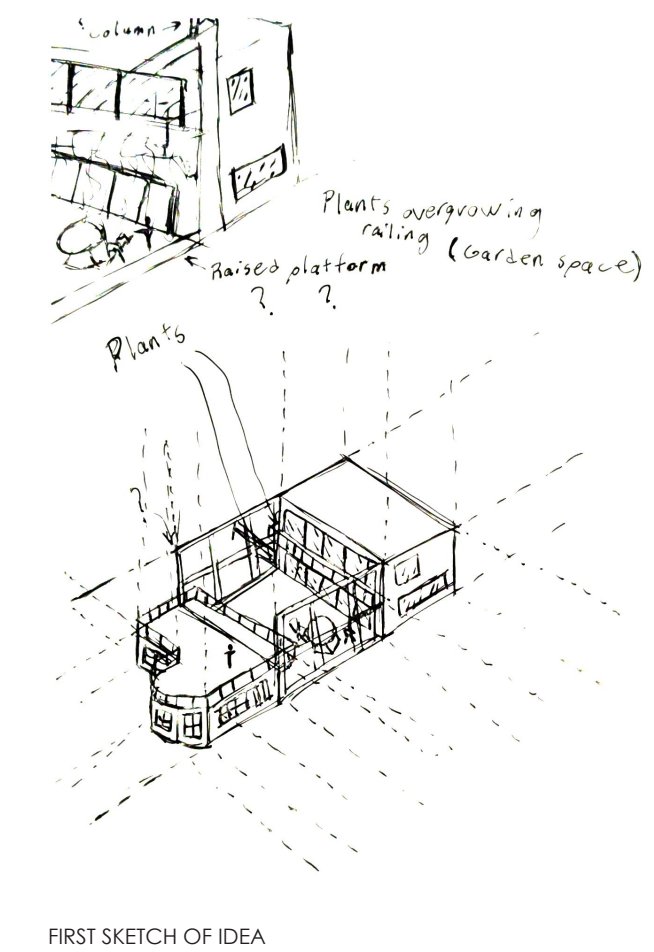 column
Plants overgrowing
railing (Garden space)
Raised platform
? ?
Plants
?
FIRST SKETCH OF IDEA